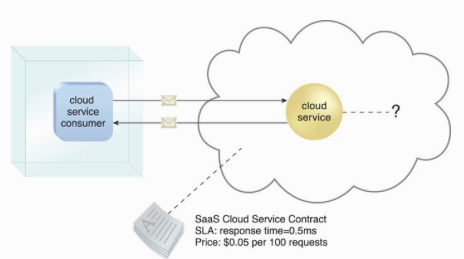 cloud
service
consumer
cloud
service
?
A
SaaS Cloud Service Contract
SLA: response time=0.5ms
Price: $0.05 per 100 requests